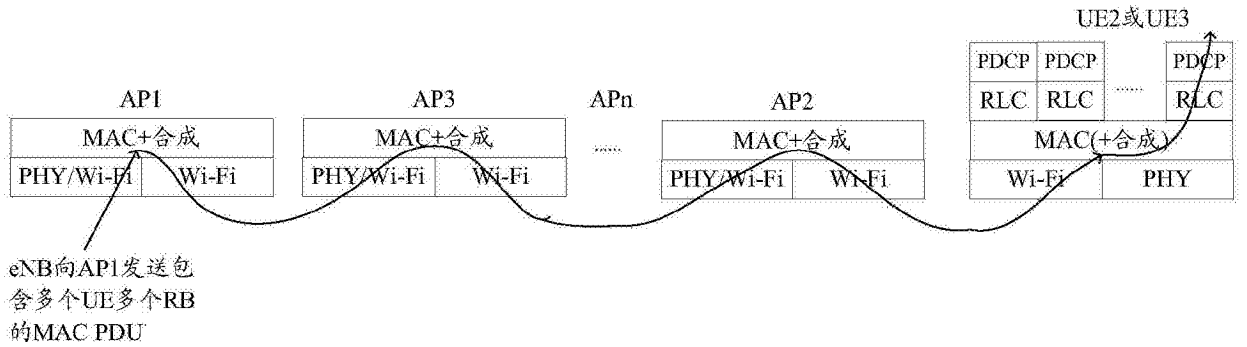 UE2或UE3
PDCP PDCP PDCP
AP1 AP3 APn AP2
RLC RLC ...... RLC
MAC+合成 MAC+合成 ...... MAC+合成 MAC(+合成)
PHY/Wi-Fi Wi-Fi PHY/Wi-Fi Wi-Fi PHY/Wi-Fi Wi-Fi Wi-Fi PHY
eNB向AP1发送包
含多个UE多个RB
的MAC PDU